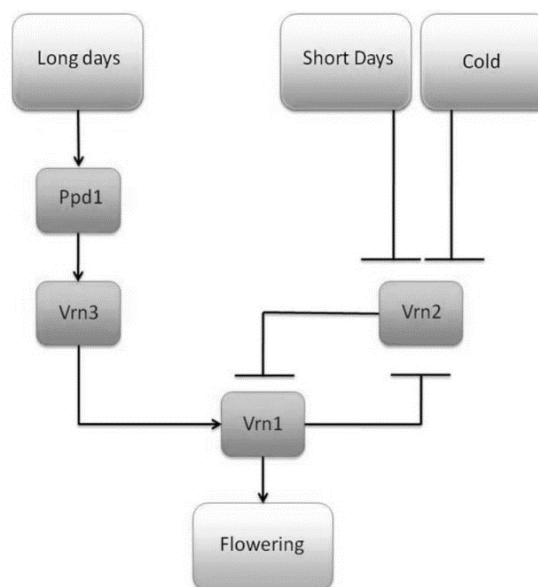 Long days
Short Days
Cold
Ppd1
Vrn3
Vrn2
Vrn1
Flowering